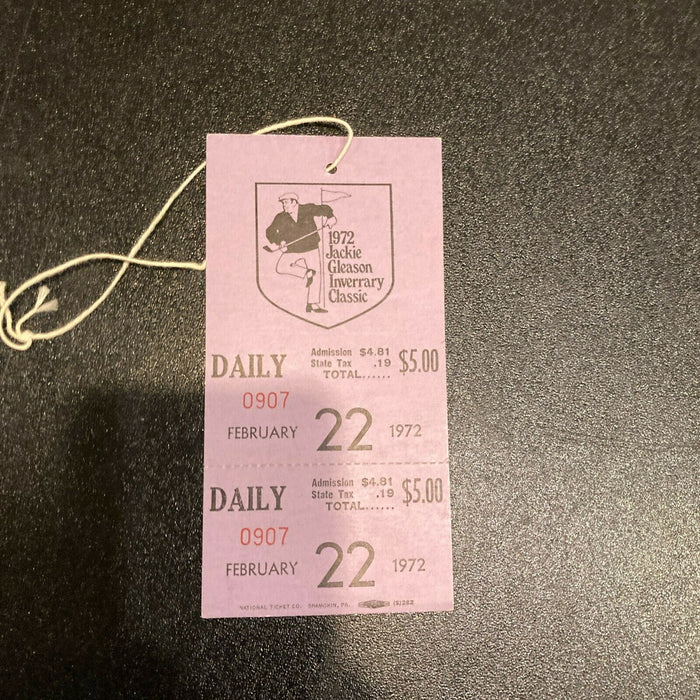 1972
Jackie
Gleason
Inverrary
Classic
DAILY Admission $4.81 $5.00
State Tax .19
TOTAL......
0907
FEBRUARY 22 1972
DAILY Admission $4.81 $5.00
State Tax .19
TOTAL......
0907
FEBRUARY 22 1972
NATIONAL TICKET CO. SHAMOKIN, PA. (S)262